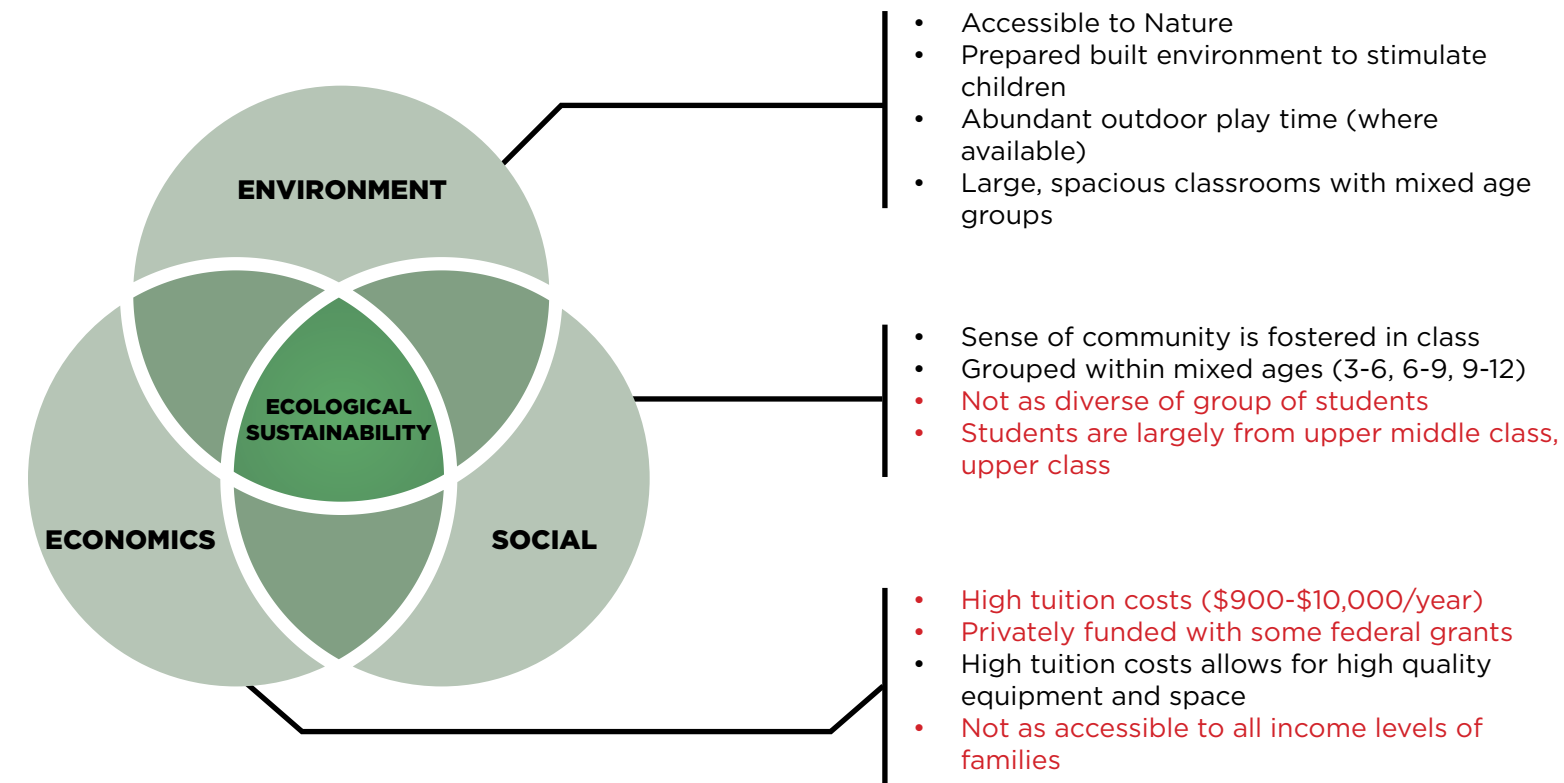 ENVIRONMENT
ECOLOGICAL
SUSTAINABILITY
ECONOMICS
SOCIAL
• Accessible to Nature
• Prepared built environment to stimulate
children
• Abundant outdoor play time (where
available)
• Large, spacious classrooms with mixed age
groups
• Sense of community is fostered in class
• Grouped within mixed ages (3-6, 6-9, 9-12)
• Not as diverse of group of students
• Students are largely from upper middle class,
upper class
• High tuition costs ($900-$10,000/year)
• Privately funded with some federal grants
• High tuition costs allows for high quality
equipment and space
• Not as accessible to all income levels of
families